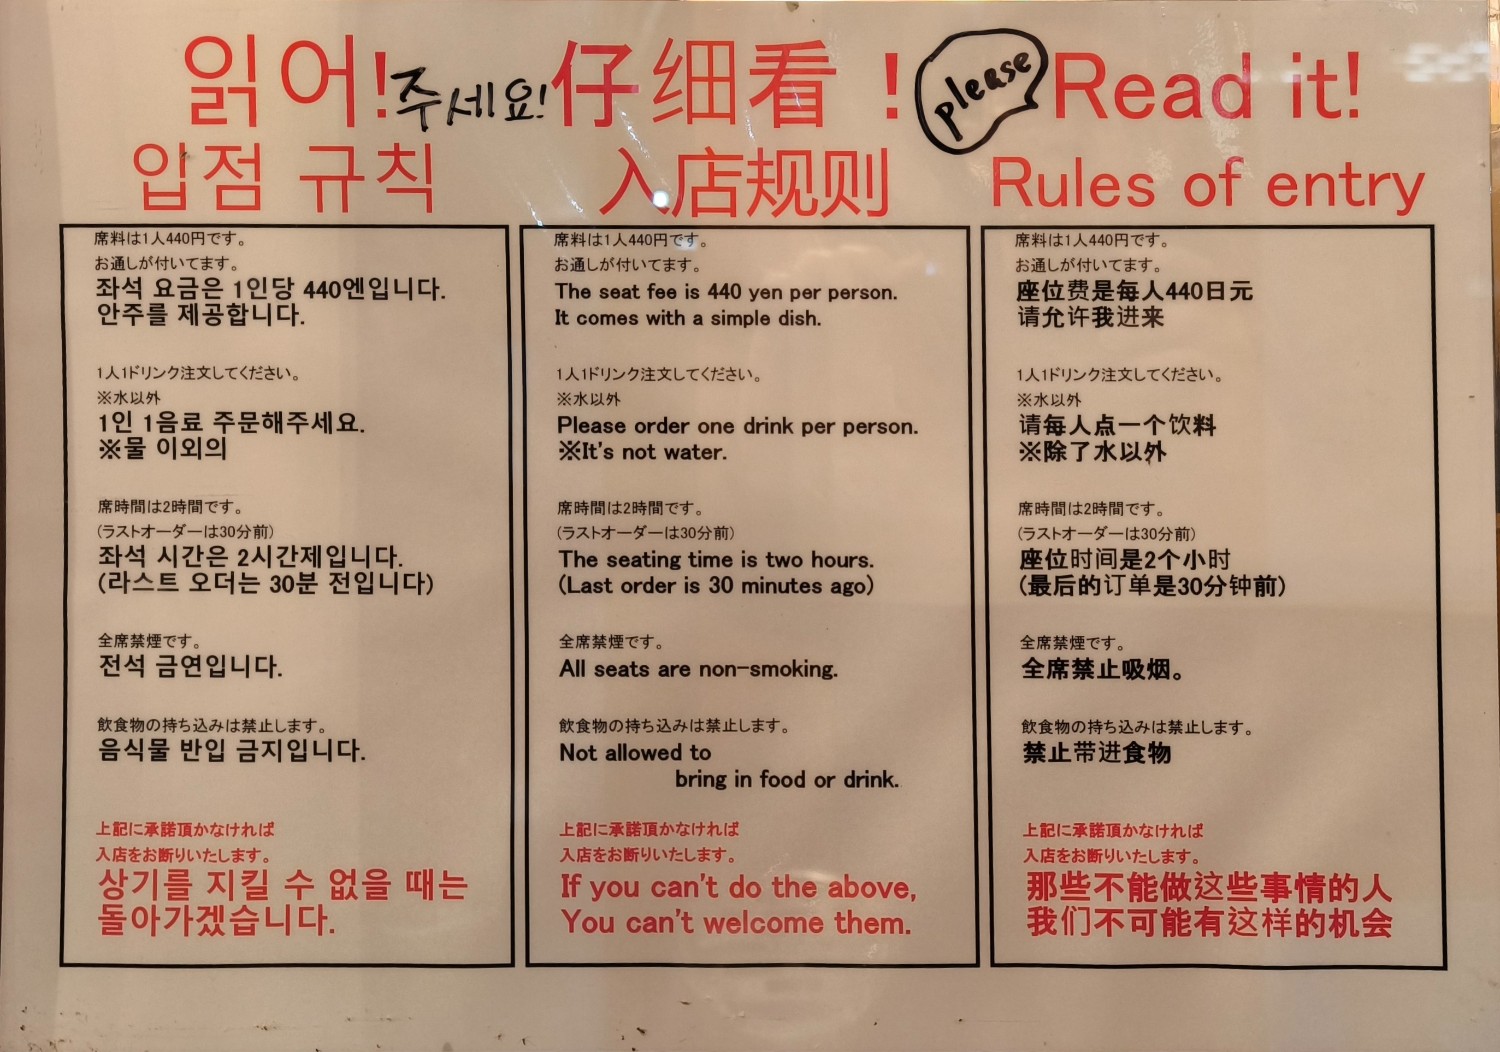 읽어! 주세요! 仔细看！ please Read it!
입점 규칙 入店规则 Rules of entry
席料は1人440円です。
お通しが付いてます。
좌석 요금은 1인당 440엔입니다.
안주를 제공합니다.
1人1ドリンク注文してください。
※水以外
1인 1음료 주문해주세요.
※물 이외의
席時間は2時間です。
(ラストオーダーは30分前)
좌석 시간은 2시간제입니다.
(라스트 오더는 30분 전입니다)
全席禁煙です。
전석 금연입니다.
飲食物の持ち込みは禁止します。
음식물 반입 금지입니다.
上記に承諾頂かなければ
入店をお断りいたします。
상기를 지킬 수 없을 때는
돌아가겠습니다.
席料は1人440円です。
お通しが付いてます。
The seat fee is 440 yen per person.
It comes with a simple dish.
1人1ドリンク注文してください。
※水以外
Please order one drink per person.
※It's not water.
席時間は2時間です。
(ラストオーダーは30分前)
The seating time is two hours.
(Last order is 30 minutes ago)
全席禁煙です。
All seats are non-smoking.
飲食物の持ち込みは禁止します。
Not allowed to
bring in food or drink.
上記に承諾頂かなければ
入店をお断りいたします。
If you can't do the above,
You can't welcome them.
席料は1人440円です。
お通しが付いてます。
座位费是每人440日元
请允许我进来
1人1ドリンク注文してください。
※水以外
请每人点一个饮料
※除了水以外
席時間は2時間です。
(ラストオーダーは30分前)
座位时间是2个小时
(最后的订单是30分钟前)
全席禁煙です。
全席禁止吸烟。
飲食物の持ち込みは禁止します。
禁止带进食物
上記に承諾頂かなければ
入店をお断りいたします。
那些不能做这些事情的人
我们不可能有这样的机会